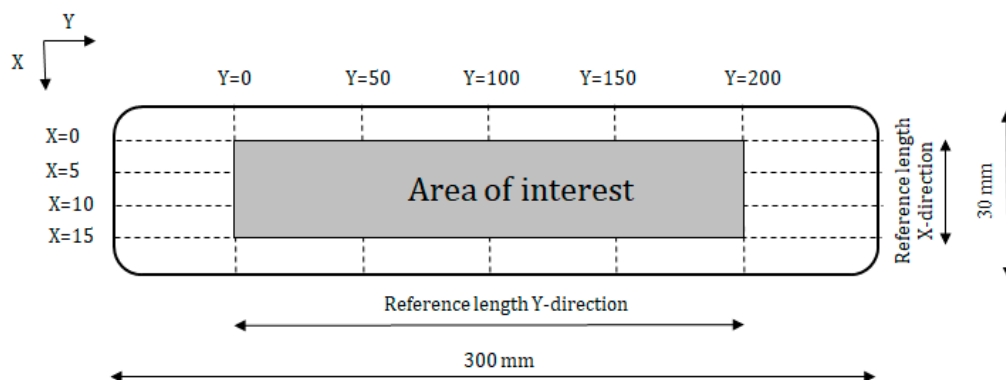 Y
X
Y=0 Y=50 Y=100 Y=150 Y=200
X=0
X=5
X=10
X=15
Area of interest
Reference length
X-direction
30 mm
Reference length Y-direction
300 mm